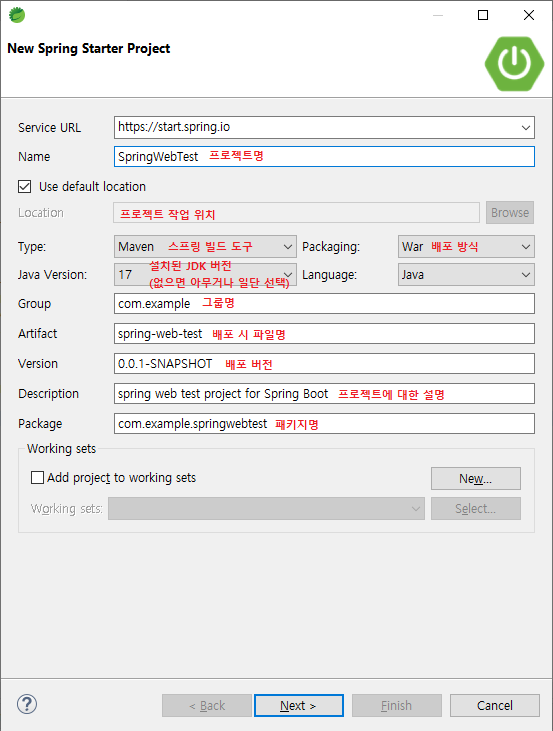 New Spring Starter Project
Service URL https://start.spring.io
Name SpringWebTest 프로젝트명
Use default location
Location 프로젝트 작업 위치 Browse
Type: Maven 스프링 빌드 도구 Packaging: War 배포 방식
Java Version: 17 설치된 JDK 버전 Language: Java
(없으면 아무거나 일단 선택)
Group com.example 그룹명
Artifact spring-web-test 배포 시 파일명
Version 0.0.1-SNAPSHOT 배포 버전
Description spring web test project for Spring Boot 프로젝트에 대한 설명
Package com.example.springwebtest 패키지명
Working sets
Add project to working sets New...
Working sets: Select...
? < Back Next > Finish Cancel